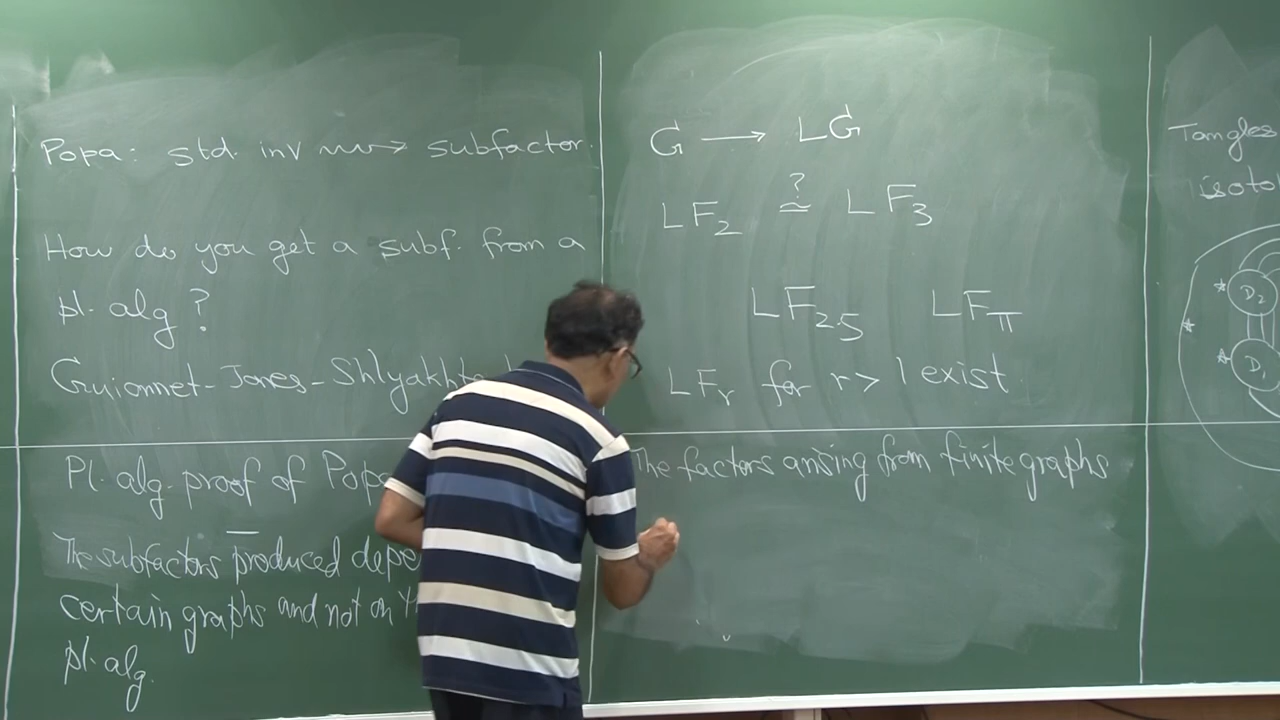 Popa: std. inv ⇝ subfactor.
How do you get a subf. from a
pl. alg ?
Guionnet-Jones-Shlyakht
Pl. alg. proof of Popa
The subfactors produced depe
certain graphs and not on
pl. alg.
G → LG
LF₂ ≅? LF₃
LF₂.₅ LF_π
LF_r for r > 1 exist.
The factors arising from finite graphs
Tangles
isoto
* D₂
*
* D₁